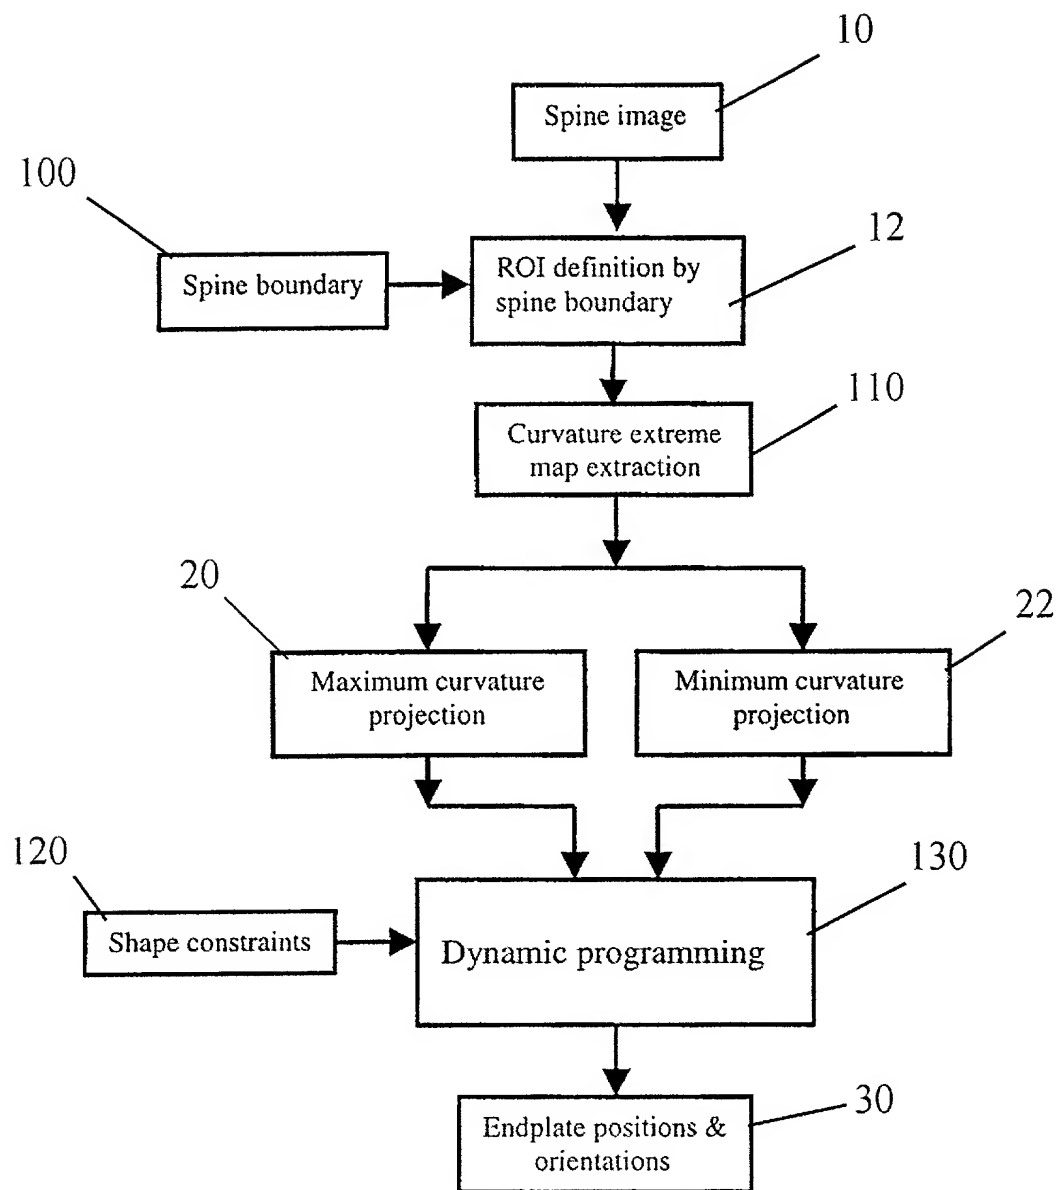 10
Spine image
100
12
Spine boundary
ROI definition by
spine boundary
110
Curvature extreme
map extraction
20
22
Maximum curvature
projection
Minimum curvature
projection
120
130
Shape constraints
Dynamic programming
30
Endplate positions &
orientations